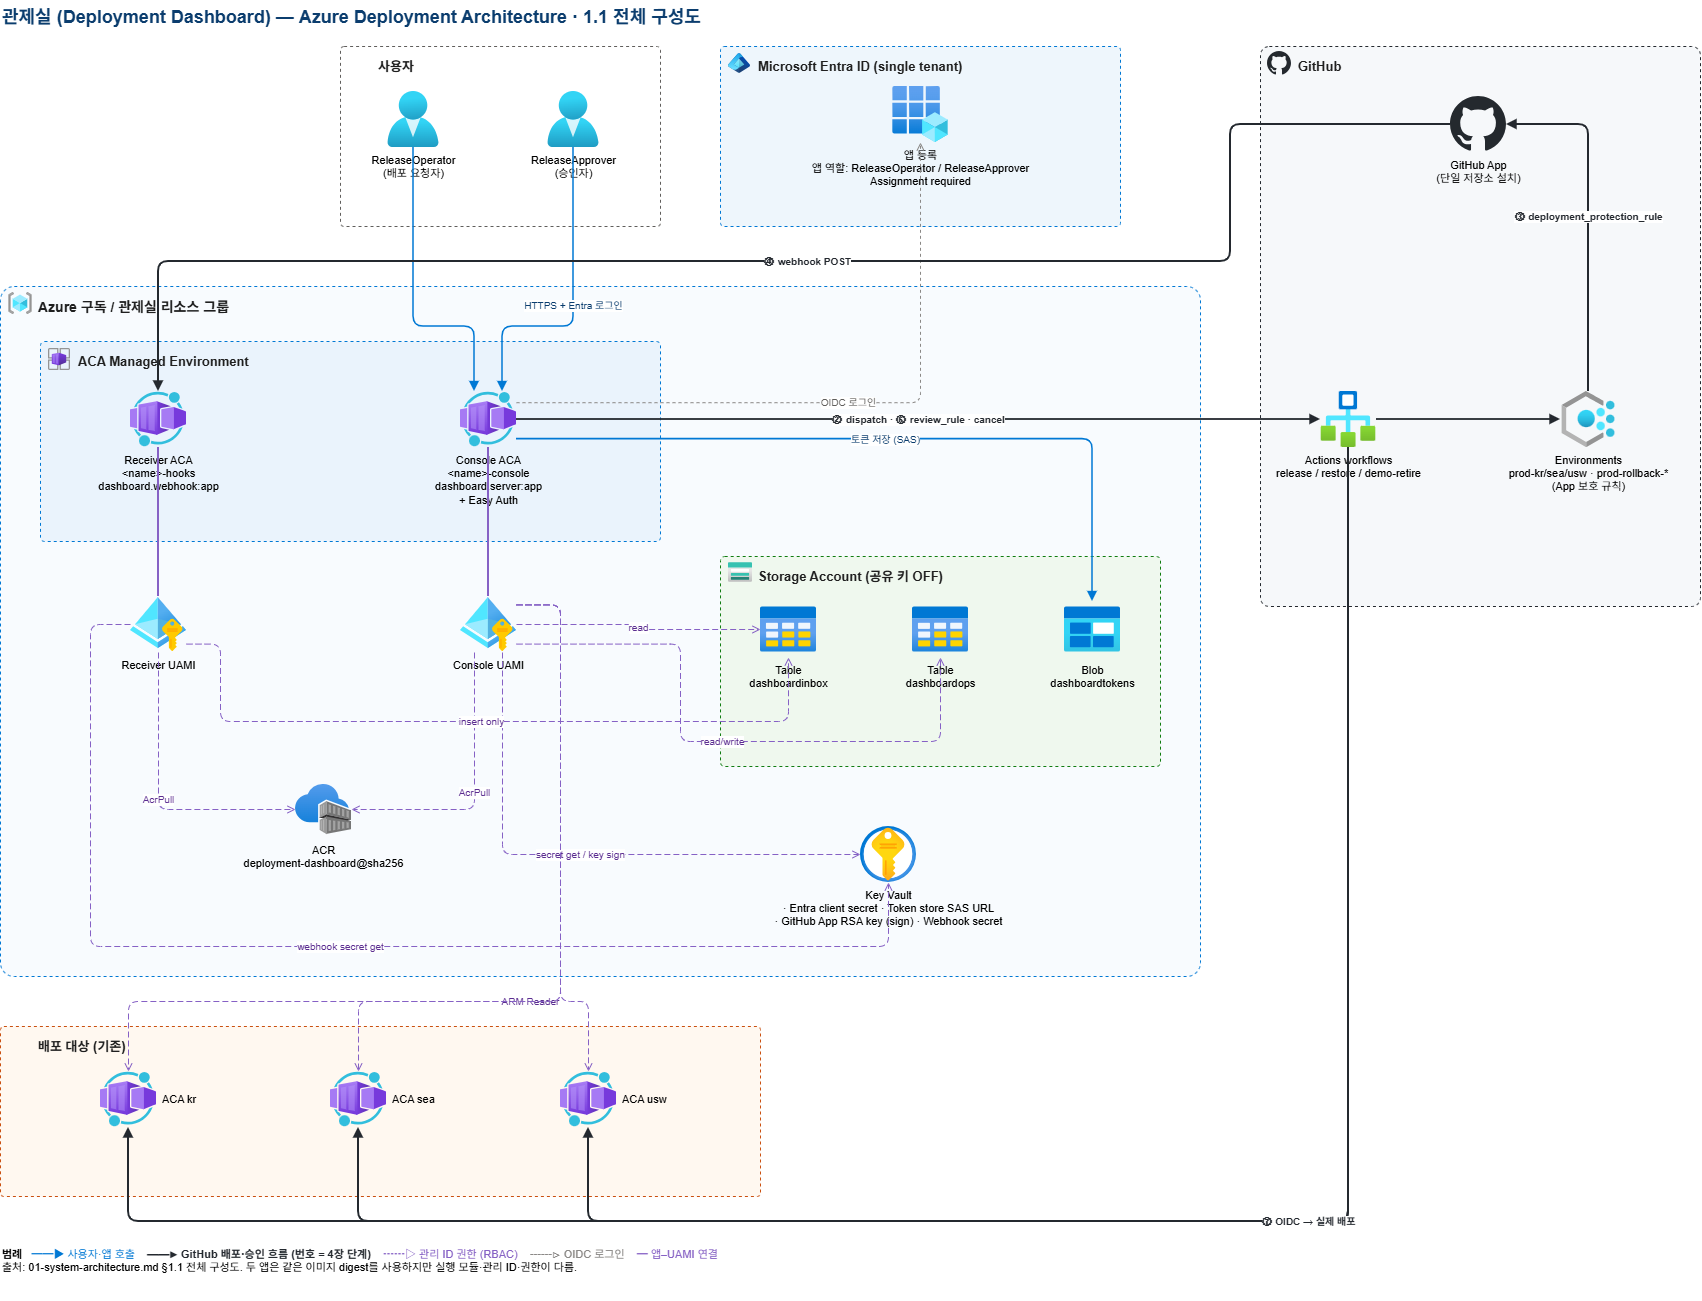 관제실 (Deployment Dashboard) — Azure Deployment Architecture · 1.1 전체 구성도
사용자
ReleaseOperator
(배포 요청자)
ReleaseApprover
(승인자)
Microsoft Entra ID (single tenant)
앱 등록
앱 역할: ReleaseOperator / ReleaseApprover
Assignment required
GitHub
GitHub App
(단일 저장소 설치)
③ deployment_protection_rule
④ webhook POST
Azure 구독 / 관제실 리소스 그룹
HTTPS + Entra 로그인
ACA Managed Environment
OIDC 로그인
② dispatch · ⑥ review_rule · cancel
토큰 저장 (SAS)
Receiver ACA
<name>-hooks
dashboard.webhook:app
Console ACA
<name>-console
dashboard.server:app
+ Easy Auth
Actions workflows
release / restore / demo-retire
Environments
prod-kr/sea/usw · prod-rollback-*
(App 보호 규칙)
Storage Account (공유 키 OFF)
read
Receiver UAMI
Console UAMI
Table
dashboardinbox
Table
dashboardops
Blob
dashboardtokens
insert only
read/write
AcrPull
AcrPull
ACR
deployment-dashboard@sha256
secret get / key sign
Key Vault
· Entra client secret · Token store SAS URL
· GitHub App RSA key (sign) · Webhook secret
webhook secret get
ARM Reader
배포 대상 (기존)
ACA kr
ACA sea
ACA usw
⑦ OIDC → 실제 배포
범례 사용자·앱 호출 GitHub 배포·승인 흐름 (번호 = 4장 단계) 관리 ID 권한 (RBAC) OIDC 로그인 앱–UAMI 연결
출처: 01-system-architecture.md §1.1 전체 구성도. 두 앱은 같은 이미지 digest를 사용하지만 실행 모듈·관리 ID·권한이 다름.